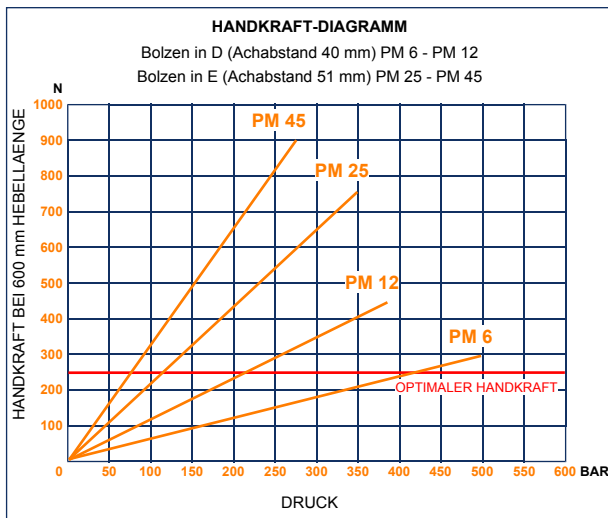 HANDKRAFT-DIAGRAMM
Bolzen in D (Achabstand 40 mm) PM 6 - PM 12
Bolzen in E (Achabstand 51 mm) PM 25 - PM 45
N
1000
900
800
700
600
500
400
300
200
100
HANDKRAFT BEI 600 mm HEBELLAENGE
PM 45
PM 25
PM 12
PM 6
OPTIMALER HANDKRAFT
0 50 100 150 200 250 300 350 400 450 500 550 600 BAR
DRUCK